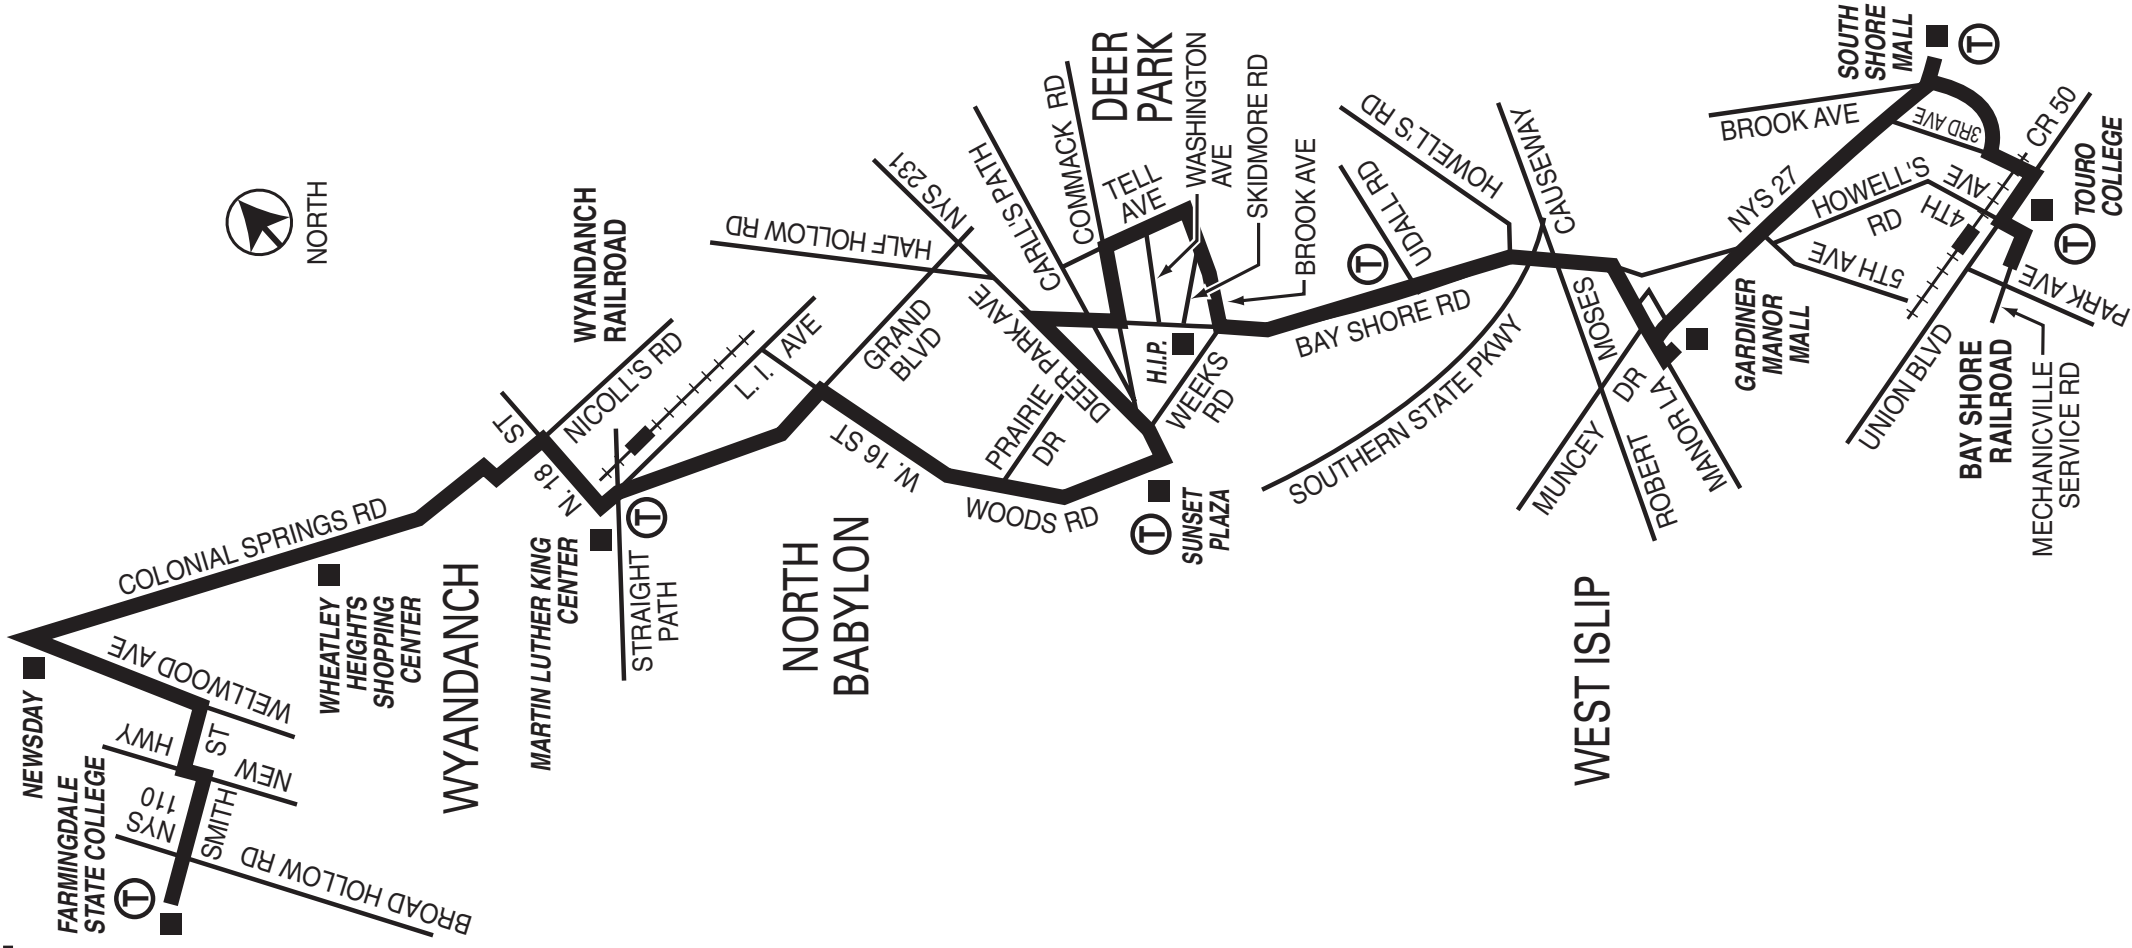 NORTH
FARMINGDALE
STATE COLLEGE
T
NEWSDAY
BROAD HOLLOW RD
NYS
110
SMITH
ST
NEW
HWY
WELLWOOD AVE
COLONIAL SPRINGS RD
WHEATLEY
HEIGHTS
SHOPPING
CENTER
WYANDANCH
MARTIN LUTHER KING
CENTER
T
STRAIGHT
PATH
N. 18
ST
NICOLL'S RD
WYANDANCH
RAILROAD
L. I.
AVE
GRAND
BLVD
HALF HOLLOW RD
NYS 231
W. 16 ST
NORTH
BABYLON
WOODS RD
PRAIRIE
DR
DEER PARK AVE
DEER PARK
SUNSET
PLAZA
T
CARLL'S PATH
COMMACK RD
DEER
PARK
TELL
AVE
WASHINGTON
AVE
SKIDMORE RD
BROOK AVE
H.I.P.
WEEKS
RD
BAY SHORE RD
T
UDALL RD
HOWELL'S RD
SOUTHERN STATE PKWY
ROBERT
MOSES
CAUSEWAY
MUNCEY
DR
MANOR LA
WEST ISLIP
GARDINER
MANOR
MALL
NYS 27
BROOK AVE
SOUTH
SHORE
MALL
T
3RD AVE
CR 50
HOWELL'S
RD
4TH
AVE
5TH AVE
TOURO
COLLEGE
T
PARK AVE
UNION BLVD
BAY SHORE
RAILROAD
MECHANICVILLE
SERVICE RD